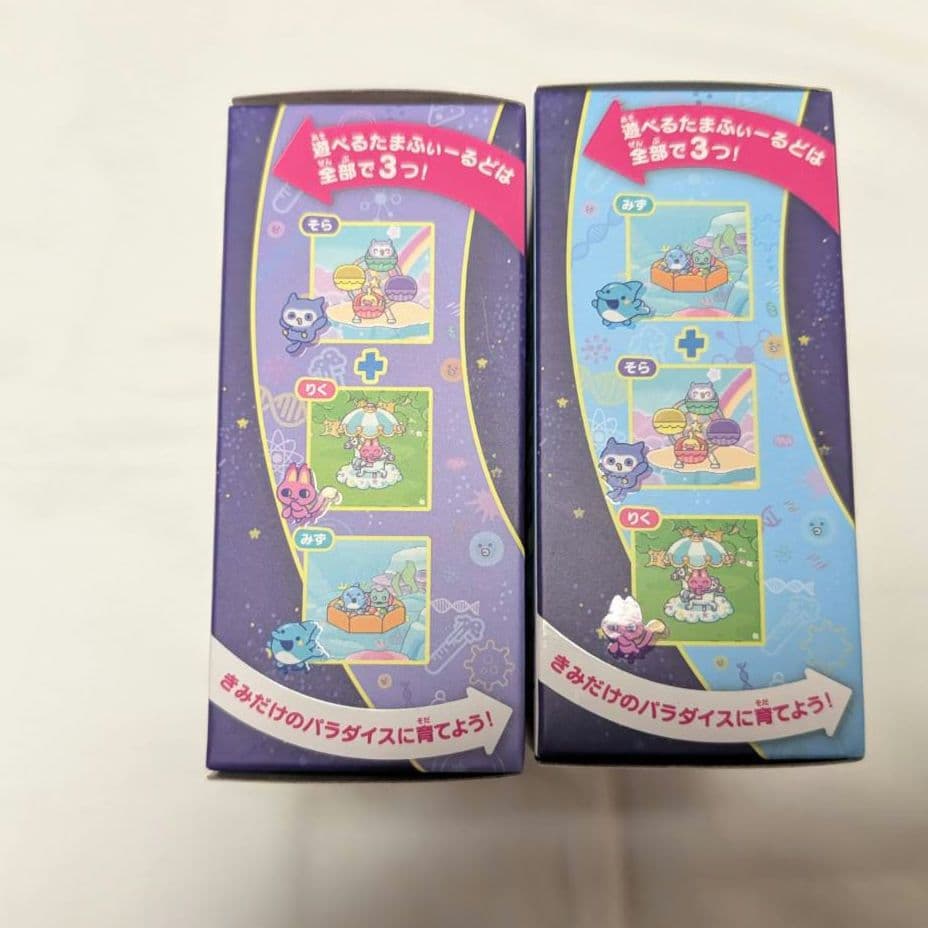 遊べるたまふぃーるどは
全部で3つ!
そら
りく
みず
きみだけのパラダイスに育てよう!
遊べるたまふぃーるどは
全部で3つ!
みず
そら
りく
きみだけのパラダイスに育てよう!